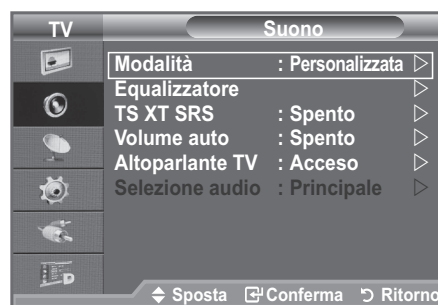 TV Suono
Modalità : Personalizzata
Equalizzatore
TS XT SRS : Spento
Volume auto : Spento
Altoparlante TV : Acceso
Selezione audio : Principale
Sposta Conferma Ritorno